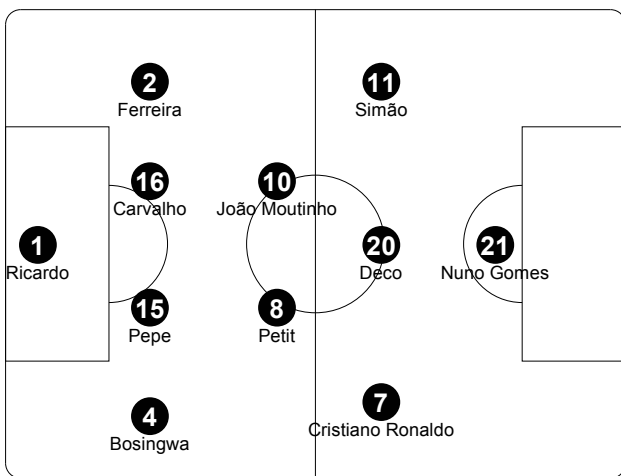 2
Ferreira
11
Simão
16
Carvalho
10
João Moutinho
1
Ricardo
20
Deco
21
Nuno Gomes
15
Pepe
8
Petit
4
Bosingwa
7
Cristiano Ronaldo